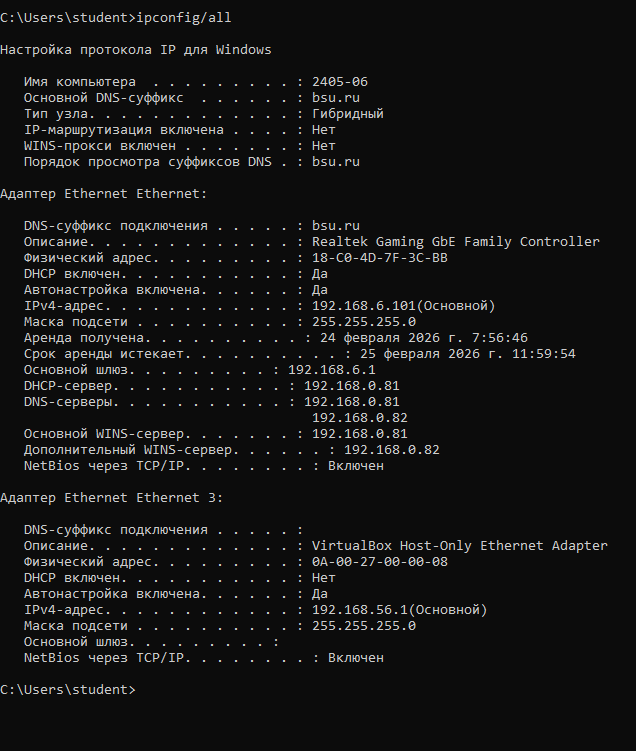 C:\Users\student>ipconfig/all
Настройка протокола IP для Windows
Имя компьютера  . . . . . . . . . : 2405-06
Основной DNS-суффикс  . . . . . . : bsu.ru
Тип узла. . . . . . . . . . . . . : Гибридный
IP-маршрутизация включена . . . . : Нет
WINS-прокси включен . . . . . . . : Нет
Порядок просмотра суффиксов DNS . : bsu.ru
Адаптер Ethernet Ethernet:
DNS-суффикс подключения . . . . . : bsu.ru
Описание. . . . . . . . . . . . . : Realtek Gaming GbE Family Controller
Физический адрес. . . . . . . . . : 18-C0-4D-7F-3C-BB
DHCP включен. . . . . . . . . . . : Да
Автонастройка включена. . . . . . : Да
IPv4-адрес. . . . . . . . . . . . : 192.168.6.101(Основной)
Маска подсети . . . . . . . . . . : 255.255.255.0
Аренда получена. . . . . . . . . . : 24 февраля 2026 г. 7:56:46
Срок аренды истекает. . . . . . . . . . : 25 февраля 2026 г. 11:59:54
Основной шлюз. . . . . . . . . : 192.168.6.1
DHCP-сервер. . . . . . . . . . . : 192.168.0.81
DNS-серверы. . . . . . . . . . . : 192.168.0.81
192.168.0.82
Основной WINS-сервер. . . . . . . : 192.168.0.81
Дополнительный WINS-сервер. . . . . . : 192.168.0.82
NetBios через TCP/IP. . . . . . . . : Включен
Адаптер Ethernet Ethernet 3:
DNS-суффикс подключения . . . . . :
Описание. . . . . . . . . . . . . : VirtualBox Host-Only Ethernet Adapter
Физический адрес. . . . . . . . . : 0A-00-27-00-00-08
DHCP включен. . . . . . . . . . . : Нет
Автонастройка включена. . . . . . : Да
IPv4-адрес. . . . . . . . . . . . : 192.168.56.1(Основной)
Маска подсети . . . . . . . . . . : 255.255.255.0
Основной шлюз. . . . . . . . . :
NetBios через TCP/IP. . . . . . . . : Включен
C:\Users\student>